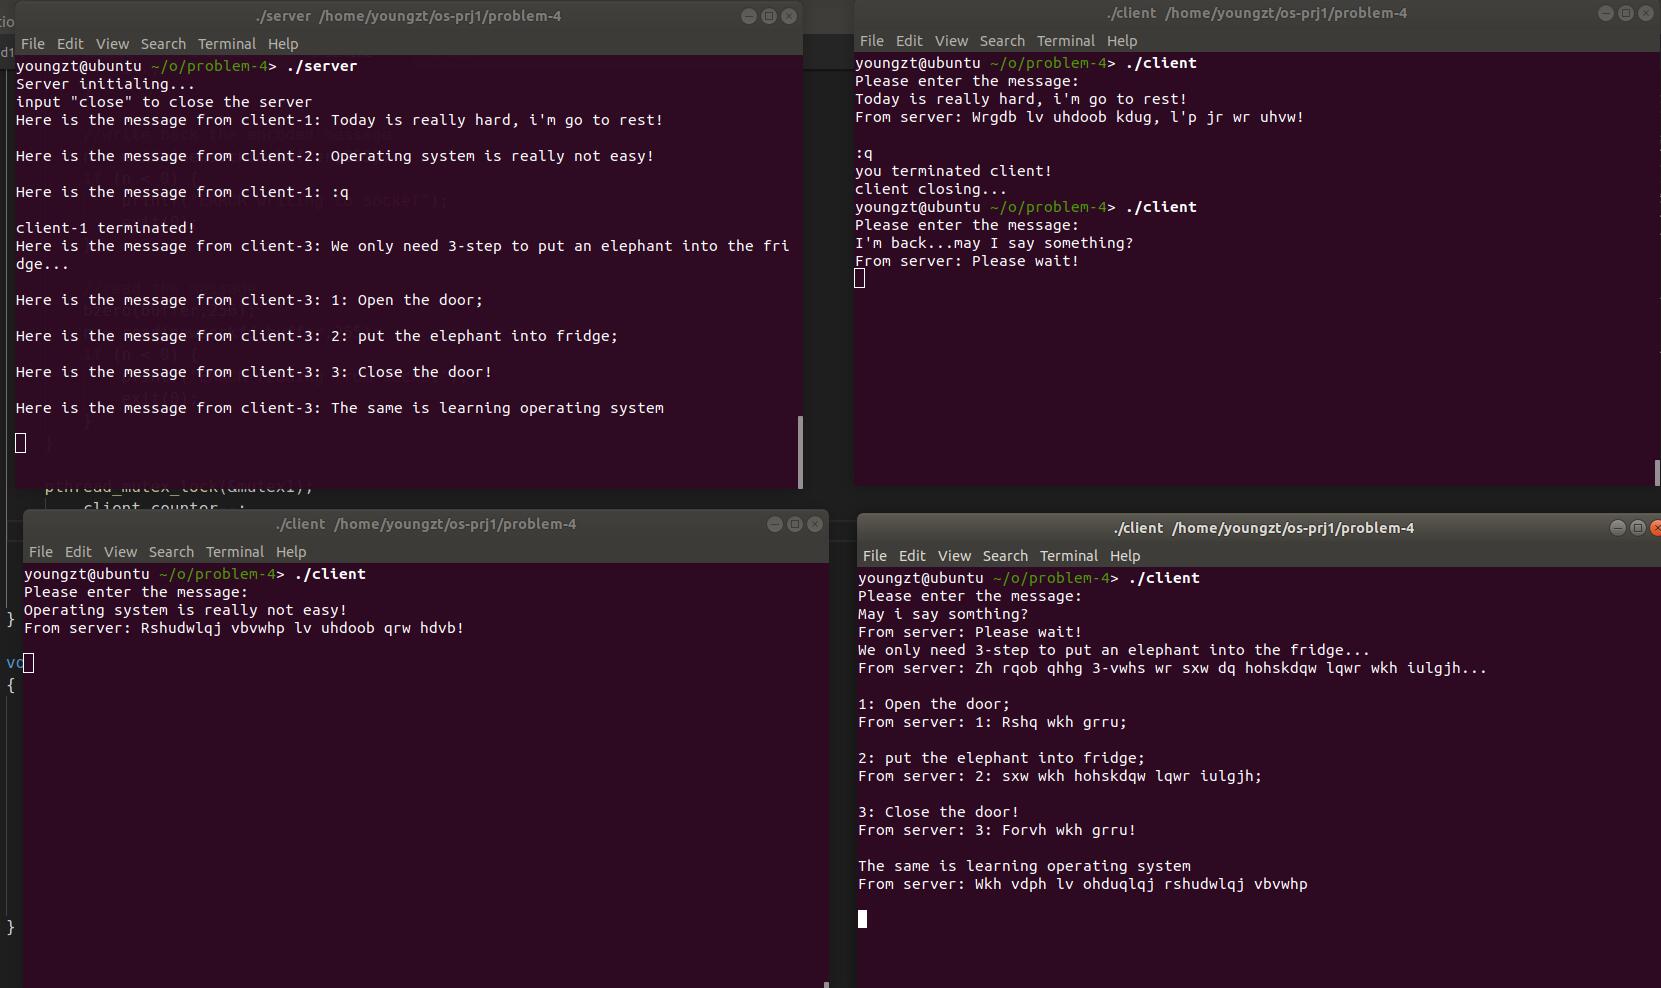 ./server /home/youngzt/os-prj1/problem-4
File Edit View Search Terminal Help
youngzt@ubuntu ~/o/problem-4> ./server
Server initialing...
input "close" to close the server
Here is the message from client-1: Today is really hard, i'm go to rest!
Here is the message from client-2: Operating system is really not easy!
Here is the message from client-1: :q
client-1 terminated!
Here is the message from client-3: We only need 3-step to put an elephant into the fri
dge...
Here is the message from client-3: 1: Open the door;
Here is the message from client-3: 2: put the elephant into fridge;
Here is the message from client-3: 3: Close the door!
Here is the message from client-3: The same is learning operating system
pthread_mutex_lock(&mutex1);
./client /home/youngzt/os-prj1/problem-4
File Edit View Search Terminal Help
youngzt@ubuntu ~/o/problem-4> ./client
Please enter the message:
Today is really hard, i'm go to rest!
From server: Wrgdb lv uhdoob kdug, l'p jr wr uhvw!
:q
you terminated client!
client closing...
youngzt@ubuntu ~/o/problem-4> ./client
Please enter the message:
I'm back...may I say something?
From server: Please wait!
./client /home/youngzt/os-prj1/problem-4
File Edit View Search Terminal Help
youngzt@ubuntu ~/o/problem-4> ./client
Please enter the message:
Operating system is really not easy!
From server: Rshudwlqj vbvwhp lv uhdoob qrw hdvb!
}
{
}
./client /home/youngzt/os-prj1/problem-4
File Edit View Search Terminal Help
youngzt@ubuntu ~/o/problem-4> ./client
Please enter the message:
May i say somthing?
From server: Please wait!
We only need 3-step to put an elephant into the fridge...
From server: Zh rqob qhhg 3-vwhs wr sxw dq hohskdqw lqwr wkh iulgjh...
1: Open the door;
From server: 1: Rshq wkh grru;
2: put the elephant into fridge;
From server: 2: sxw wkh hohskdqw lqwr iulgjh;
3: Close the door!
From server: 3: Forvh wkh grru!
The same is learning operating system
From server: Wkh vdph lv ohduqlqj rshudwlqj vbvwhp